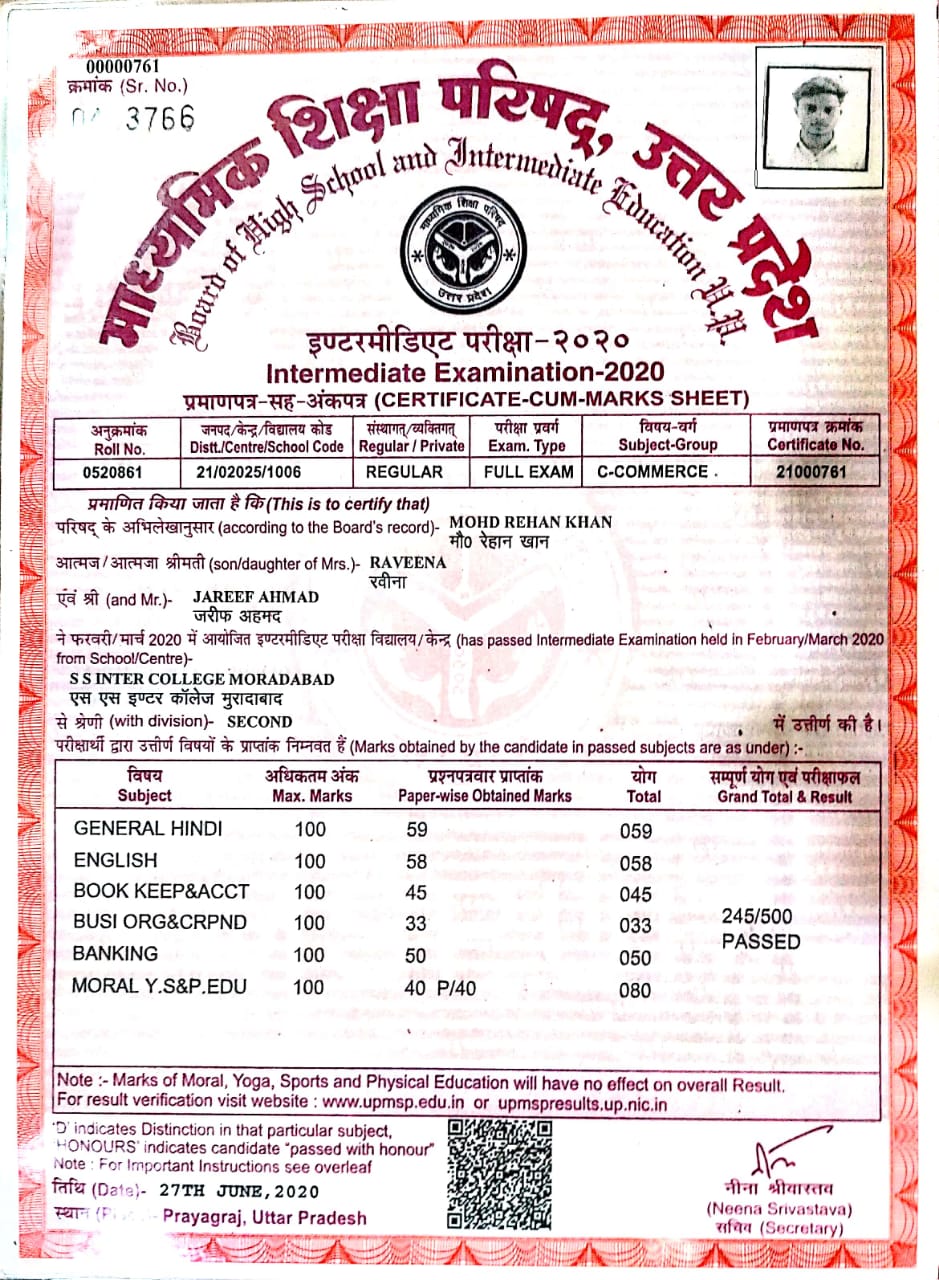 00000761
क्रमांक (Sr. No.)
3766
माध्यमिक शिक्षा परिषद्, उत्तर प्रदेश
Board of High School and Intermediate Education U.P.
माध्यमिक शिक्षा परिषद्
उत्तर प्रदेश
इण्टरमीडिएट परीक्षा-२०२०
Intermediate Examination-2020
प्रमाणपत्र-सह-अंकपत्र (CERTIFICATE-CUM-MARKS SHEET)
अनुक्रमांक जनपद/केन्द्र/विद्यालय कोड संस्थागत/व्यक्तिगत परीक्षा प्रवर्ग विषय-वर्ग प्रमाणपत्र क्रमांक
Roll No. Distt./Centre/School Code Regular / Private Exam. Type Subject-Group Certificate No.
0520861 21/02025/1006 REGULAR FULL EXAM C-COMMERCE . 21000761
प्रमाणित किया जाता है कि (This is to certify that)
परिषद् के अभिलेखानुसार (according to the Board's record)- MOHD REHAN KHAN
मौ0 रेहान खान
आत्मज/आत्मजा श्रीमती (son/daughter of Mrs.)- RAVEENA
रवीना
एवं श्री (and Mr.)- JAREEF AHMAD
जरीफ अहमद
ने फरवरी/मार्च 2020 में आयोजित इण्टरमीडिएट परीक्षा विद्यालय/केन्द्र (has passed Intermediate Examination held in February/March 2020
from School/Centre)-
S S INTER COLLEGE MORADABAD
एस एस इण्टर कॉलेज मुरादाबाद
से श्रेणी (with division)- SECOND में उत्तीर्ण की है।
परीक्षार्थी द्वारा उत्तीर्ण विषयों के प्राप्तांक निम्नवत हैं (Marks obtained by the candidate in passed subjects are as under) :-
विषय अधिकतम अंक प्रश्नपत्रवार प्राप्तांक योग सम्पूर्ण योग एवं परीक्षाफल
Subject Max. Marks Paper-wise Obtained Marks Total Grand Total & Result
GENERAL HINDI 100 59 059
ENGLISH 100 58 058
BOOK KEEP&ACCT 100 45 045
BUSI ORG&CRPND 100 33 033 245/500
PASSED
BANKING 100 50 050
MORAL Y.S&P.EDU 100 40 P/40 080
Note :- Marks of Moral, Yoga, Sports and Physical Education will have no effect on overall Result.
For result verification visit website : www.upmsp.edu.in or upmspresults.up.nic.in
'D' indicates Distinction in that particular subject,
'HONOURS' indicates candidate "passed with honour"
Note : For Important Instructions see overleaf
तिथि (Date)- 27TH JUNE, 2020
स्थान Prayagraj, Uttar Pradesh
नीना श्रीवास्तव
(Neena Srivastava)
सचिव (Secretary)